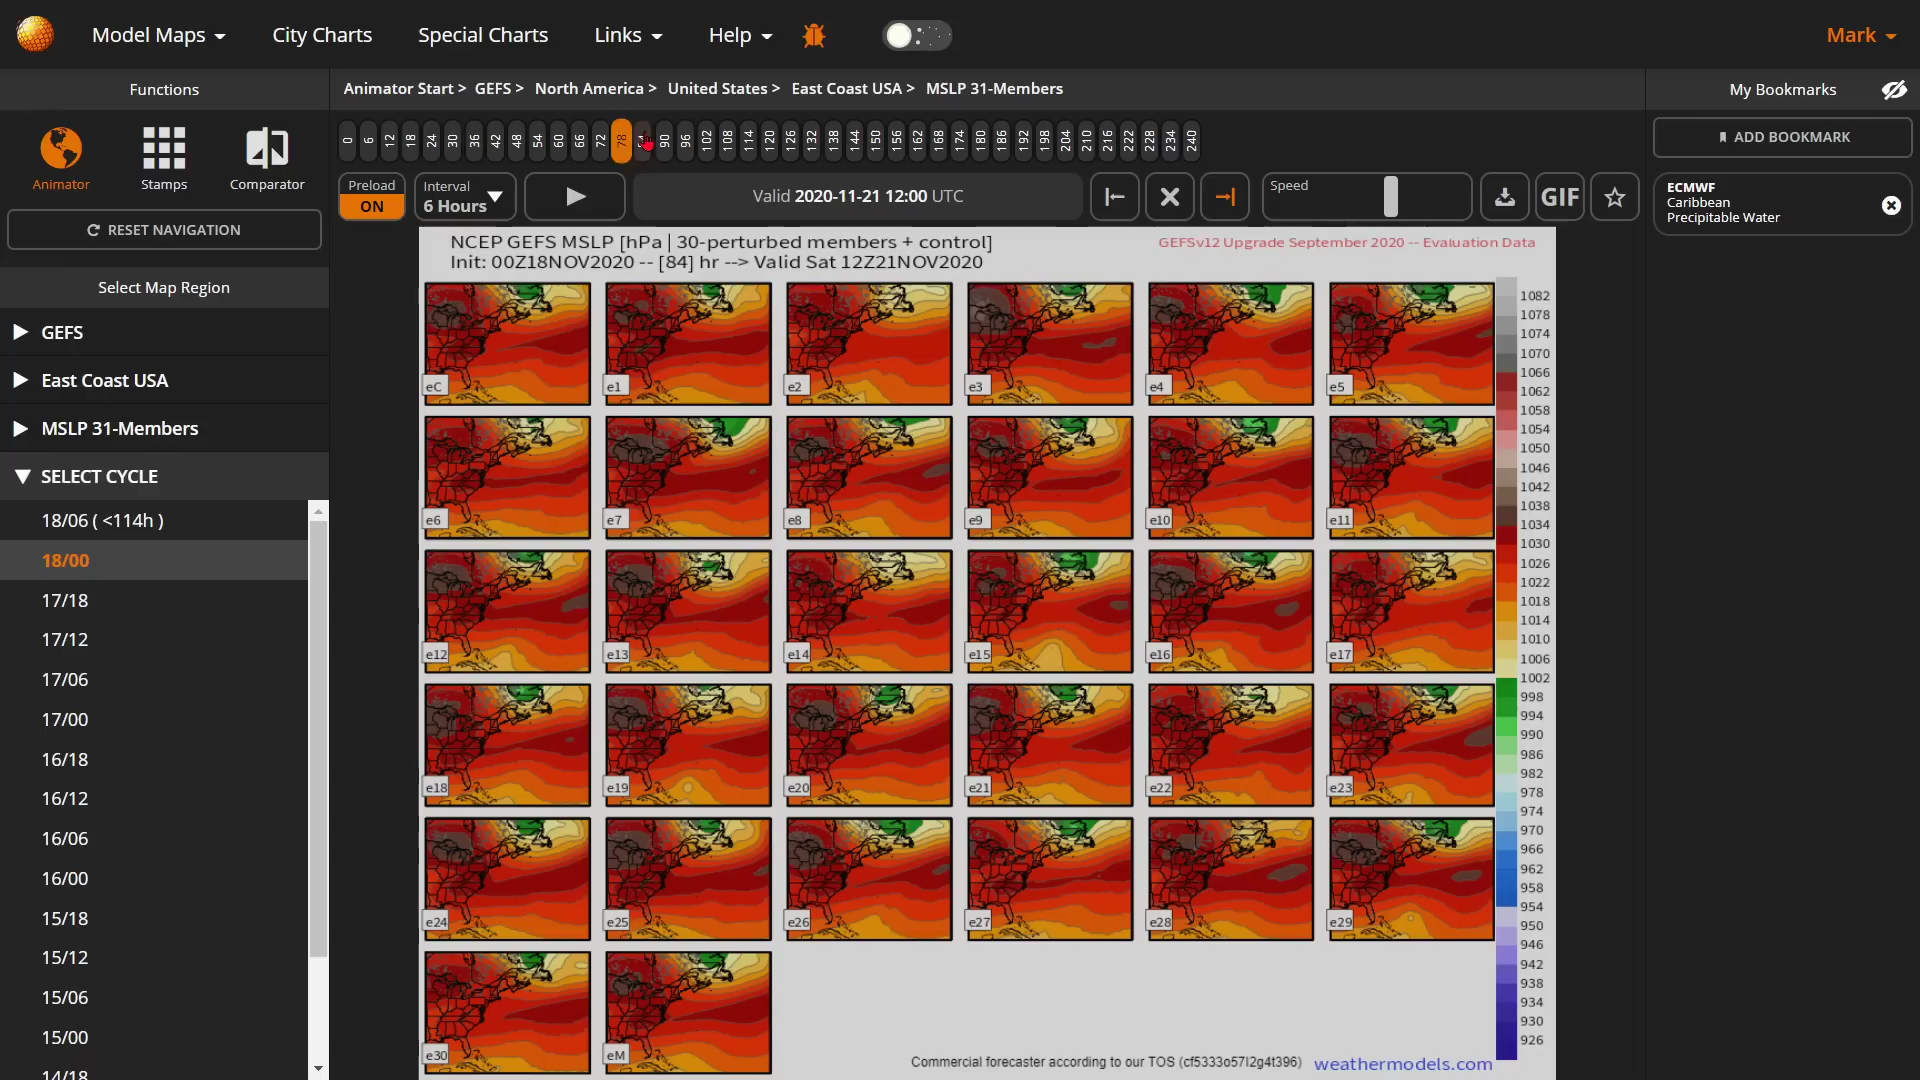 Model Maps
City Charts
Special Charts
Links
Help
Mark
Functions
Animator Start > GEFS > North America > United States > East Coast USA > MSLP 31-Members
My Bookmarks
0 6 12 18 24 30 36 42 48 54 60 66 72 78 90 96 102 108 114 120 126 132 138 144 150 156 162 168 174 180 186 192 198 204 210 216 222 228 234 240
ADD BOOKMARK
Animator
Stamps
Comparator
Preload
ON
Interval
6 Hours
Valid 2020-11-21 12:00 UTC
Speed
GIF
ECMWF
Caribbean
Precipitable Water
RESET NAVIGATION
Select Map Region
GEFS
East Coast USA
MSLP 31-Members
SELECT CYCLE
18/06 ( <114h )
18/00
17/18
17/12
17/06
17/00
16/18
16/12
16/06
16/00
15/18
15/12
15/06
15/00
14/18
NCEP GEFS MSLP [hPa | 30-perturbed members + control]
Init: 00Z18NOV2020 -- [84] hr --> Valid Sat 12Z21NOV2020
GEFSv12 Upgrade September 2020 -- Evaluation Data
eC e1 e2 e3 e4 e5
e6 e7 e8 e9 e10 e11
e12 e13 e14 e15 e16 e17
e18 e19 e20 e21 e22 e23
e24 e25 e26 e27 e28 e29
e30 eM
1082
1078
1074
1070
1066
1062
1058
1054
1050
1046
1042
1038
1034
1030
1026
1022
1018
1014
1010
1006
1002
998
994
990
986
982
978
974
970
966
962
958
954
950
946
942
938
934
930
926
Commercial forecaster according to our TOS (cf5333o57l2g4t396)
weathermodels.com